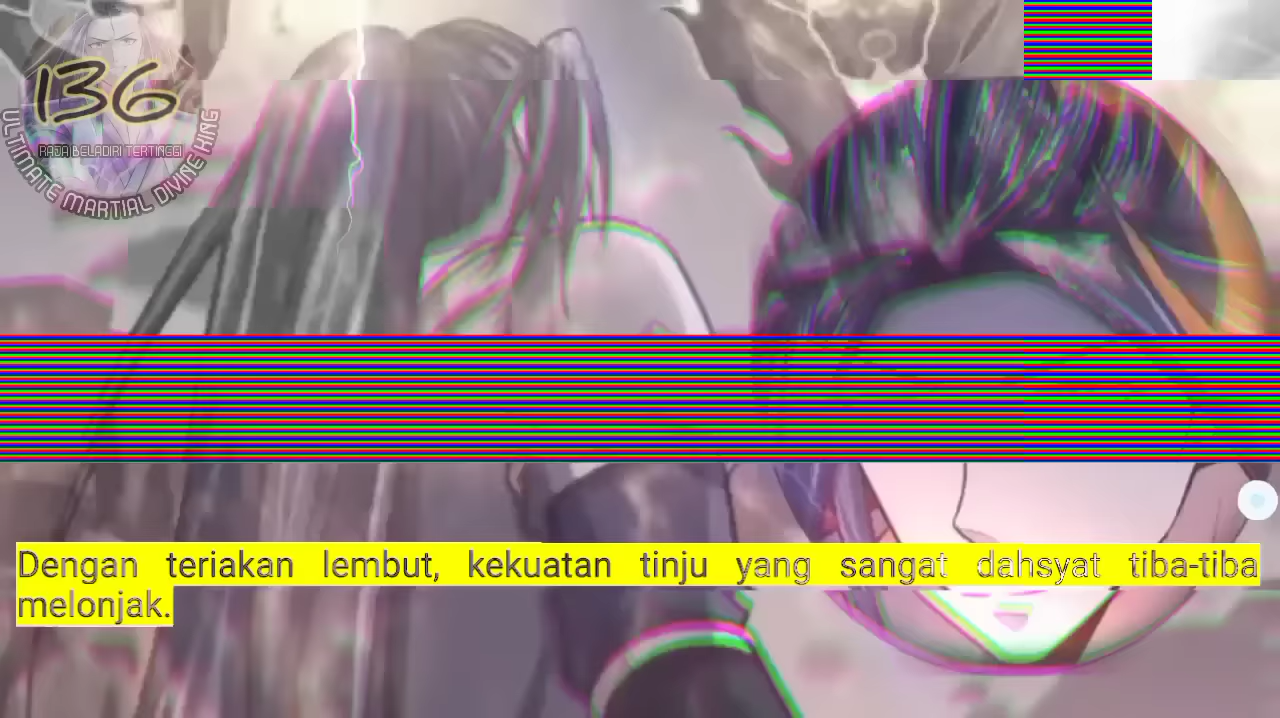 136
RAJA BELADIRI TERTINGGI
ULTIMATE MARTIAL DIVINE KING
Dengan teriakan lembut, kekuatan tinju yang sangat dahsyat tiba-tiba
melonjak.